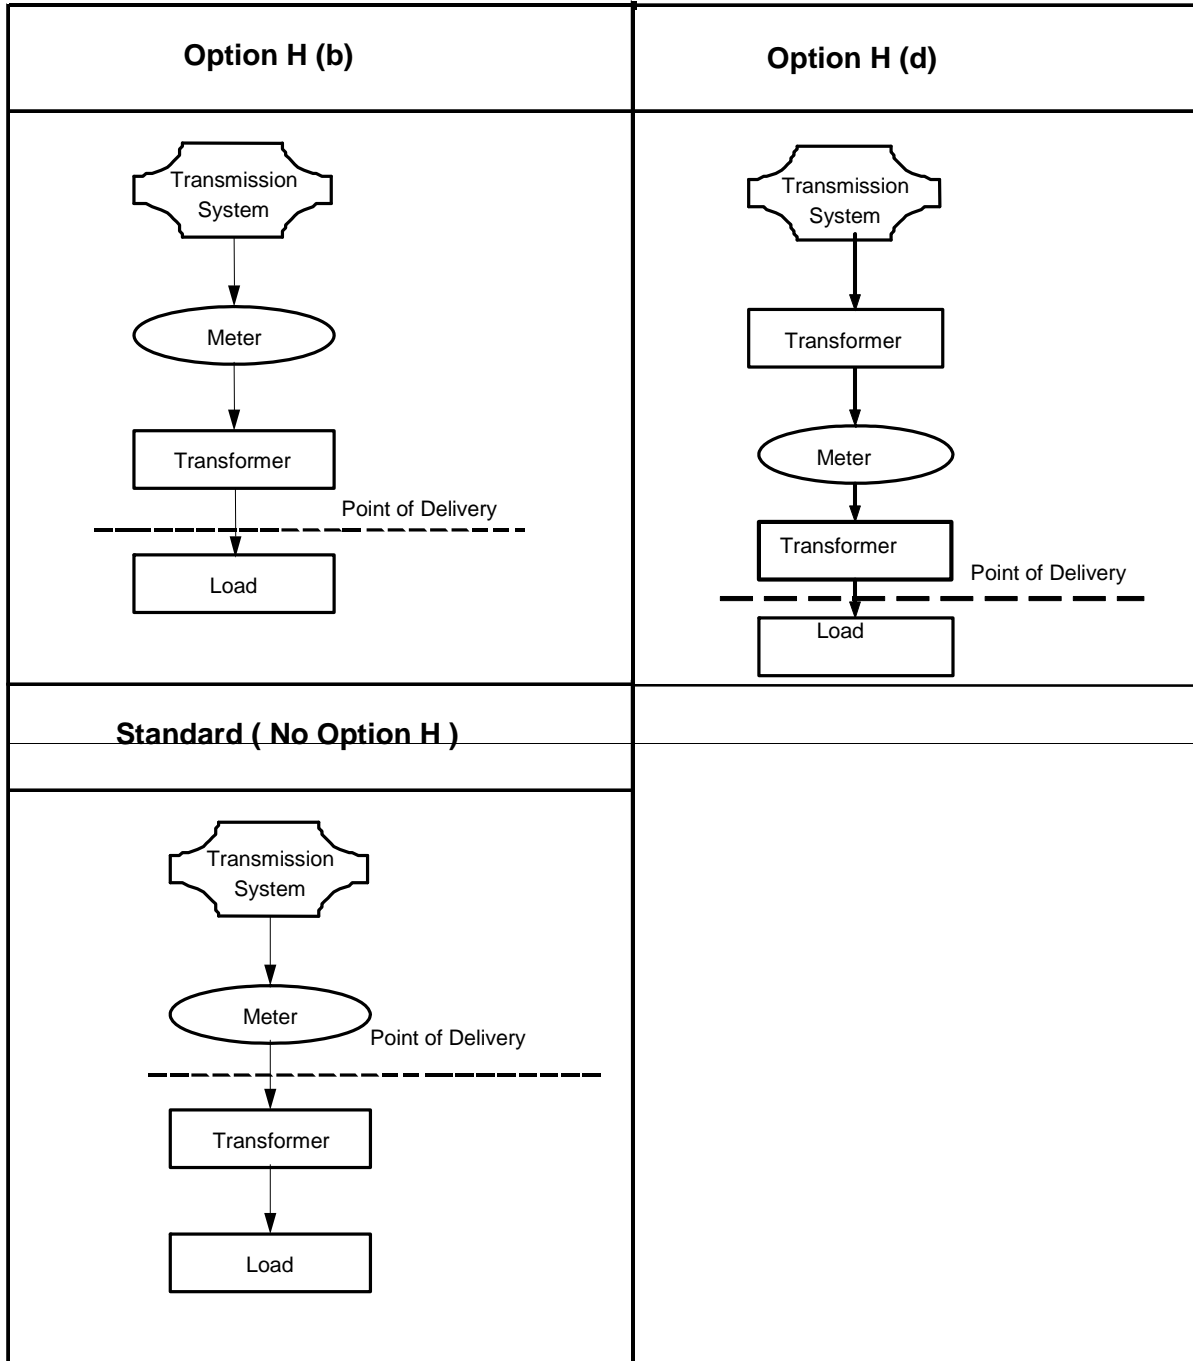 Option H (b)
Transmission
System
Meter
Transformer
Point of Delivery
Load
Option H (d)
Transmission
System
Transformer
Meter
Transformer
Point of Delivery
Load
Standard ( No Option H )
Transmission
System
Meter
Point of Delivery
Transformer
Load